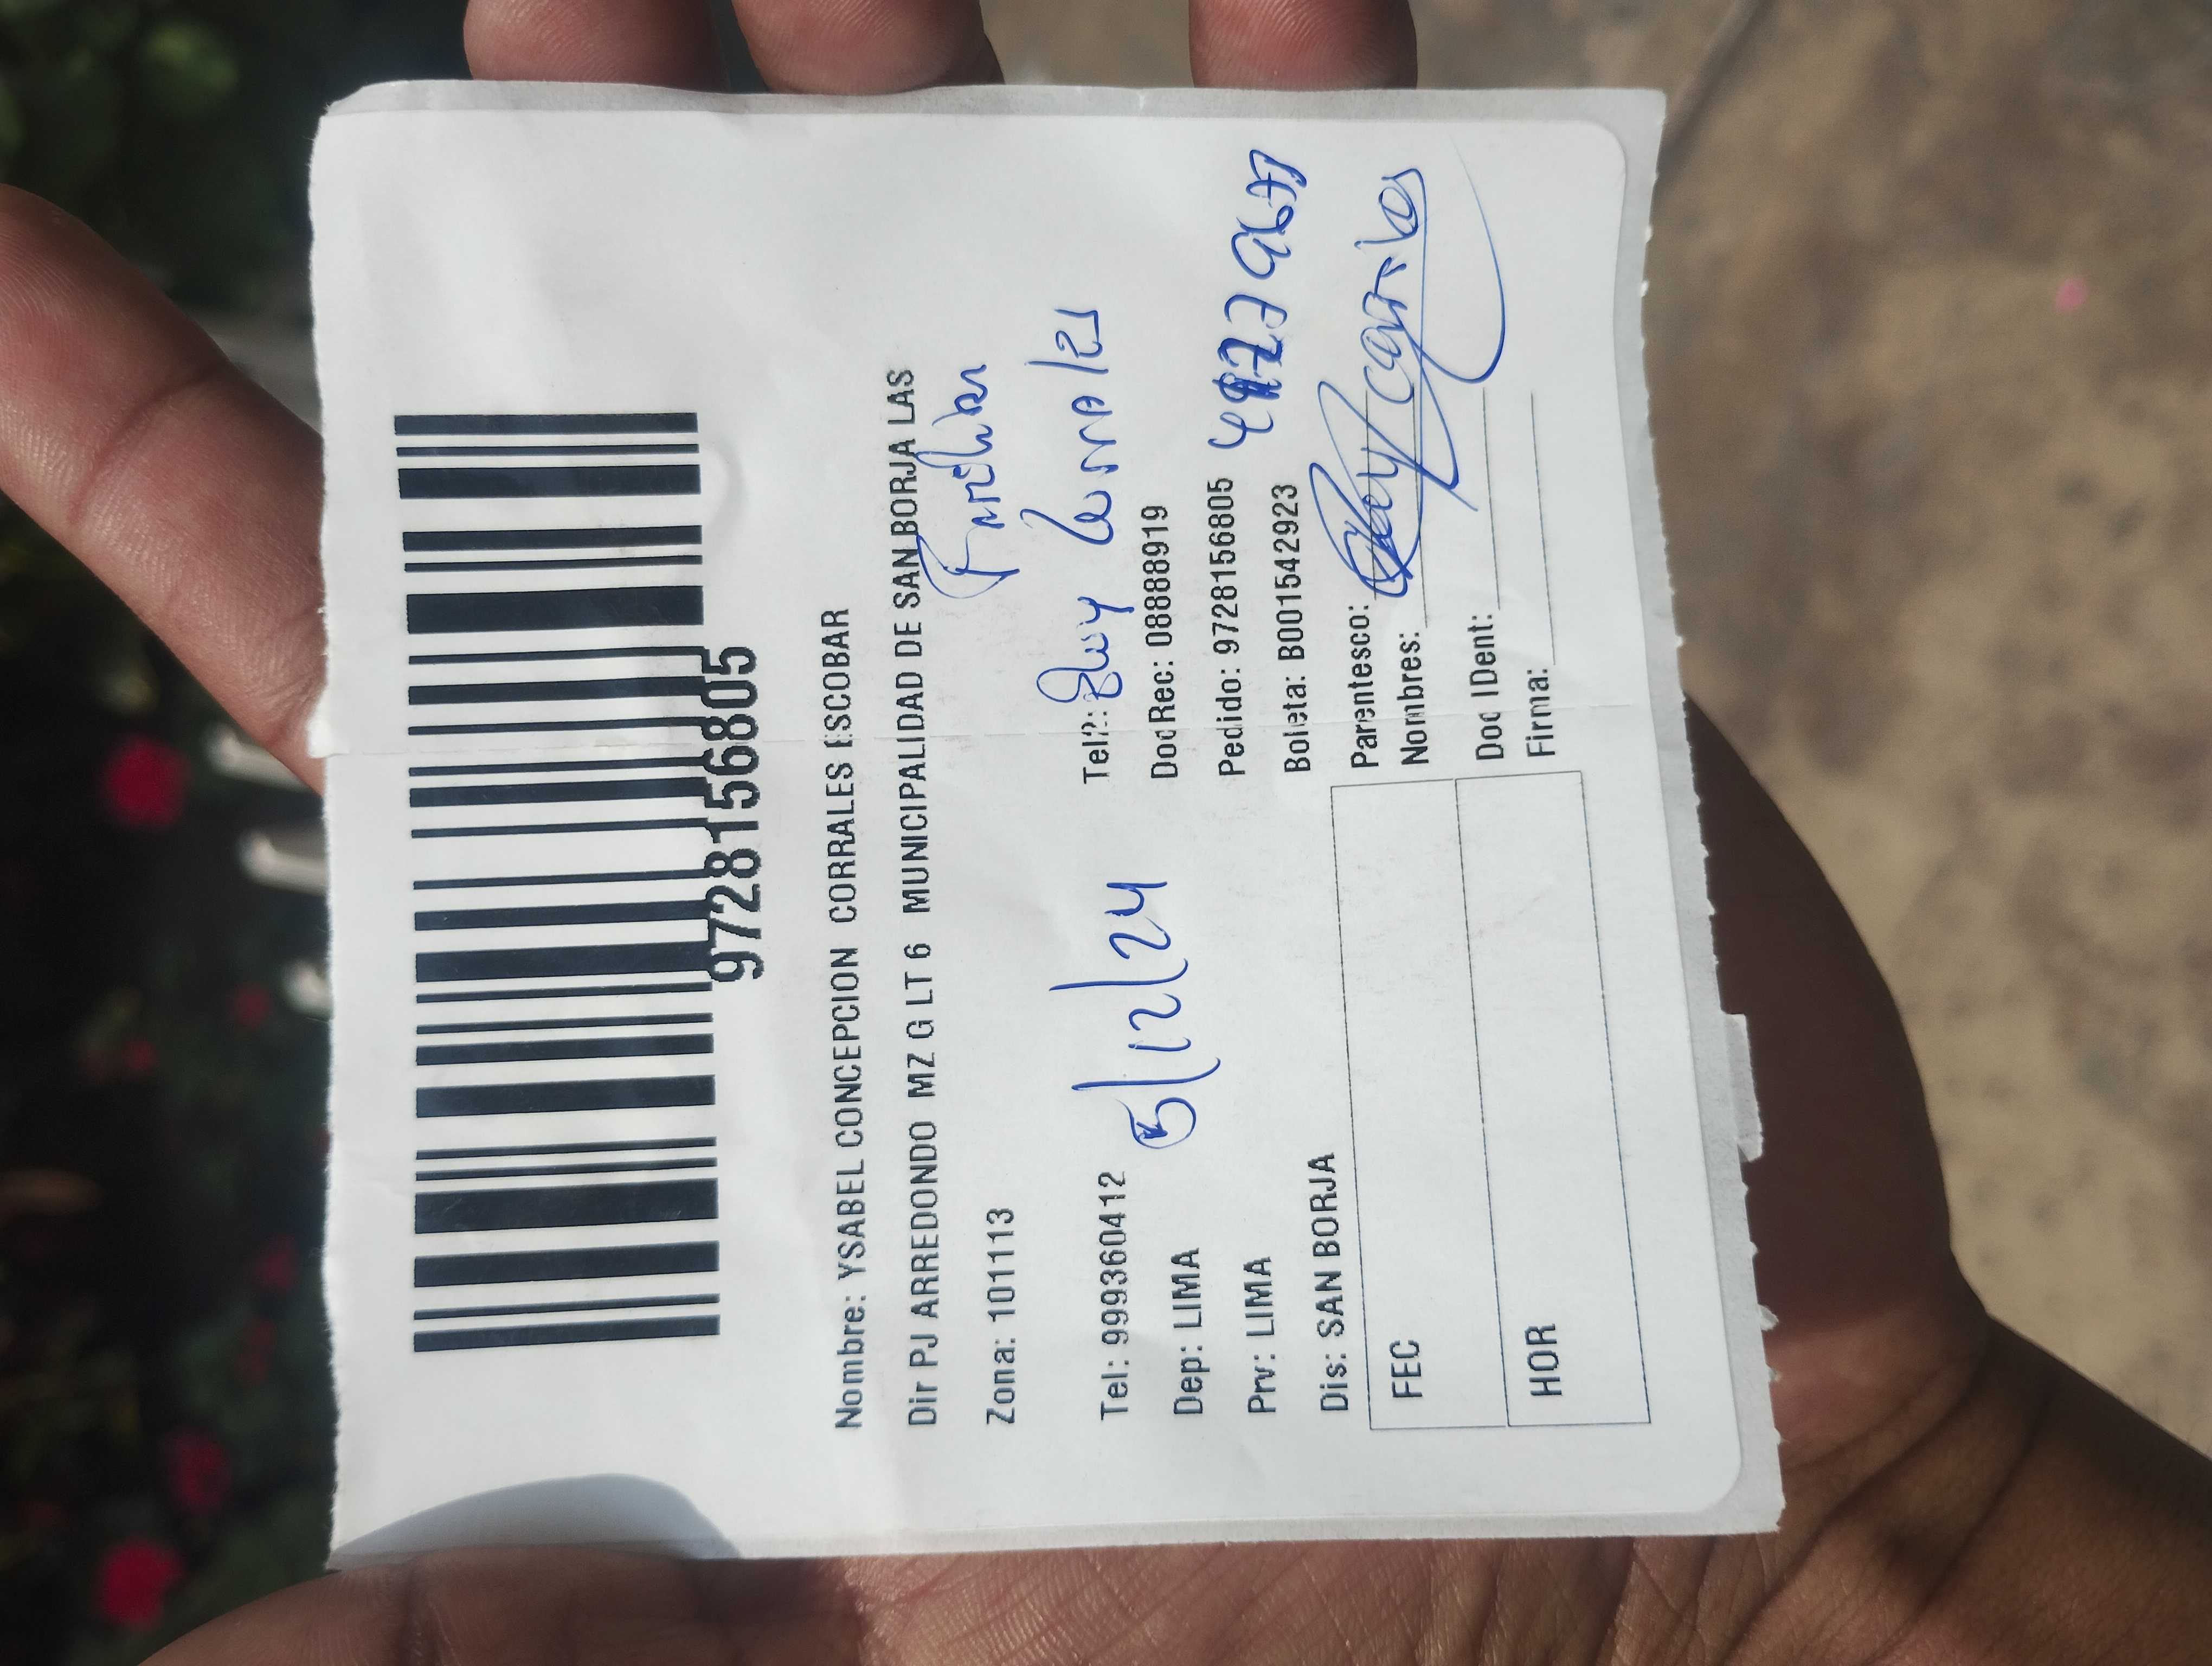 9728156805
Nombre: YSABEL CONCEPCION CORRALES ESCOBAR
Dir PJ ARREDONDO MZ G LT 6 MUNICIPALIDAD DE SAN BORJA LAS
Zona: 101113
Tel: 999360412
Tel2:
5/12/24
Dep: LIMA
DocRec: 08888919
Prv: LIMA
Pedido: 9728156805
Dis: SAN BORJA
Boleta: B001542923
FEC
Parentesco:
Nombres:
HOR
Doc IDent:
Firma: